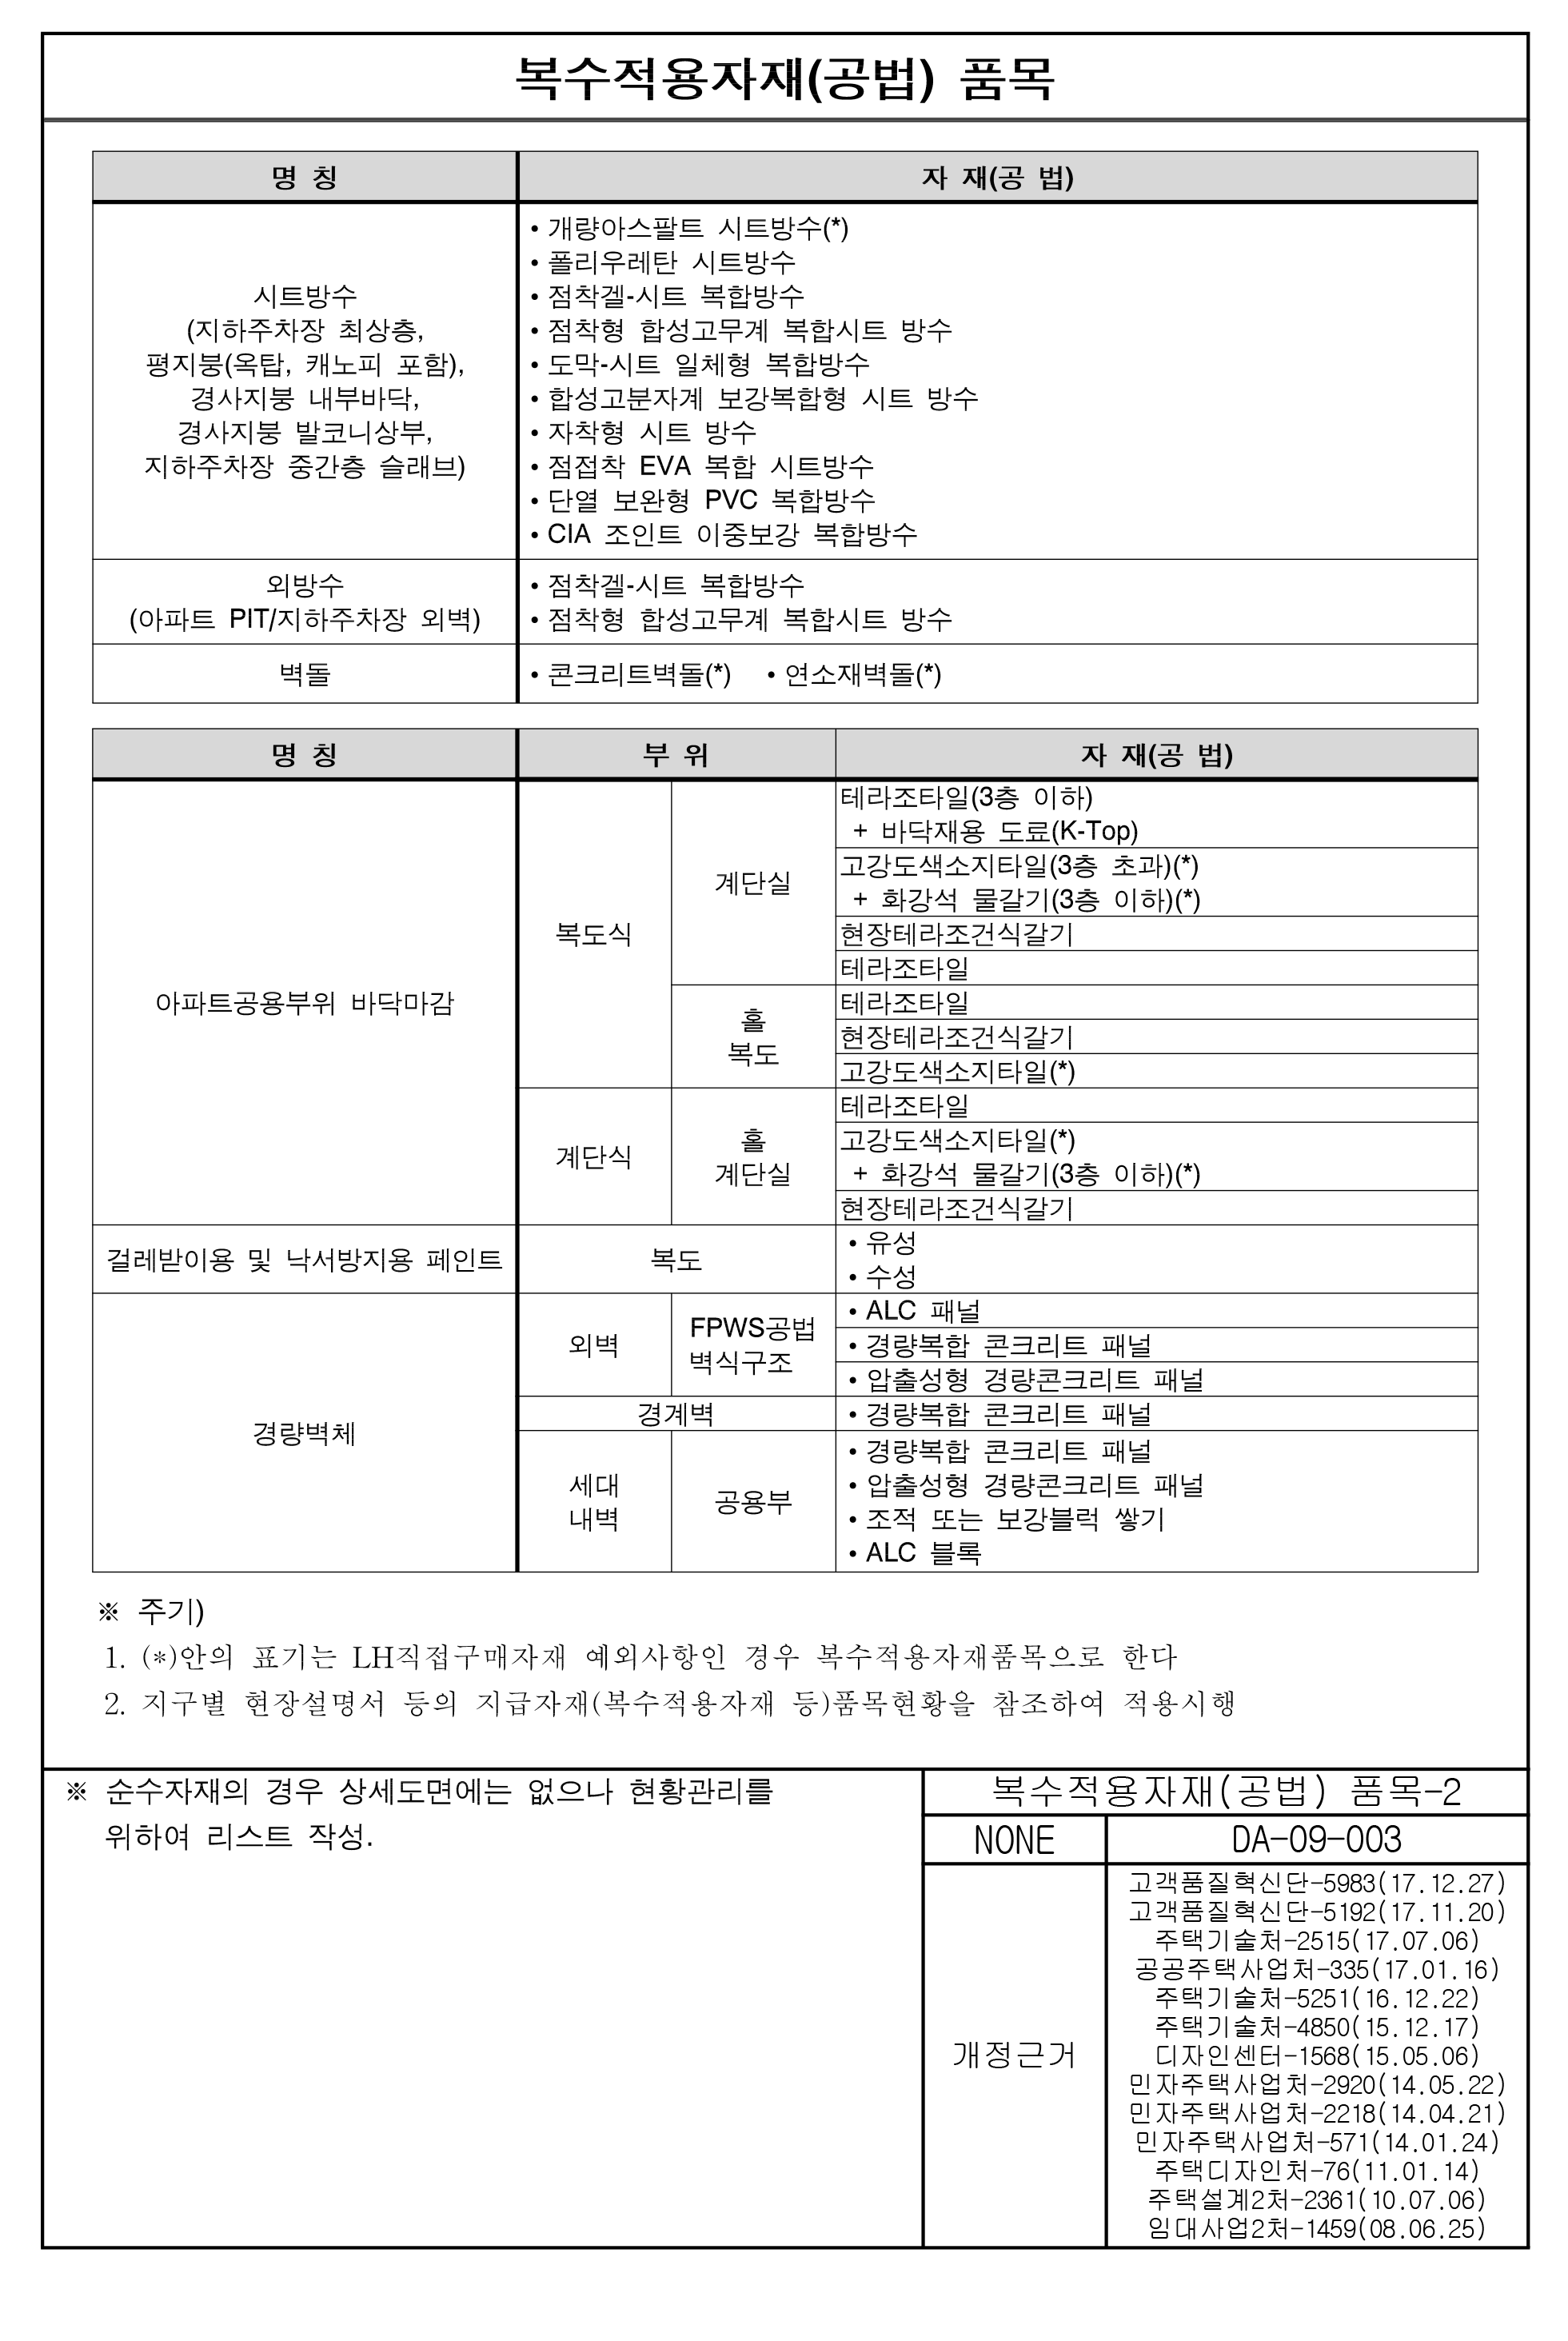 복수적용자재(공법) 품목
명 칭
자 재(공 법)
시트방수
(지하주차장 최상층,
평지붕(옥탑, 캐노피 포함),
경사지붕 내부바닥,
경사지붕 발코니상부,
지하주차장 중간층 슬래브)
• 개량아스팔트 시트방수(*)
• 폴리우레탄 시트방수
• 점착겔-시트 복합방수
• 점착형 합성고무계 복합시트 방수
• 도막-시트 일체형 복합방수
• 합성고분자계 보강복합형 시트 방수
• 자착형 시트 방수
• 점접착 EVA 복합 시트방수
• 단열 보완형 PVC 복합방수
• CIA 조인트 이중보강 복합방수
외방수
(아파트 PIT/지하주차장 외벽)
• 점착겔-시트 복합방수
• 점착형 합성고무계 복합시트 방수
벽돌
• 콘크리트벽돌(*) • 연소재벽돌(*)
명 칭
부 위
자 재(공 법)
아파트공용부위 바닥마감
복도식
계단실
테라조타일(3층 이하)
+ 바닥재용 도료(K-Top)
고강도색소지타일(3층 초과)(*)
+ 화강석 물갈기(3층 이하)(*)
현장테라조건식갈기
테라조타일
홀
복도
테라조타일
현장테라조건식갈기
고강도색소지타일(*)
계단식
홀
계단실
테라조타일
고강도색소지타일(*)
+ 화강석 물갈기(3층 이하)(*)
현장테라조건식갈기
걸레받이용 및 낙서방지용 페인트
복도
• 유성
• 수성
경량벽체
외벽
FPWS공법
벽식구조
• ALC 패널
• 경량복합 콘크리트 패널
• 압출성형 경량콘크리트 패널
경계벽
• 경량복합 콘크리트 패널
세대
내벽
공용부
• 경량복합 콘크리트 패널
• 압출성형 경량콘크리트 패널
• 조적 또는 보강블럭 쌓기
• ALC 블록
※ 주기)
1. (*)안의 표기는 LH직접구매자재 예외사항인 경우 복수적용자재품목으로 한다
2. 지구별 현장설명서 등의 지급자재(복수적용자재 등)품목현황을 참조하여 적용시행
※ 순수자재의 경우 상세도면에는 없으나 현황관리를
위하여 리스트 작성.
복수적용자재(공법) 품목-2
NONE
DA-09-003
개정근거
고객품질혁신단-5983(17.12.27)
고객품질혁신단-5192(17.11.20)
주택기술처-2515(17.07.06)
공공주택사업처-335(17.01.16)
주택기술처-5251(16.12.22)
주택기술처-4850(15.12.17)
디자인센터-1568(15.05.06)
민자주택사업처-2920(14.05.22)
민자주택사업처-2218(14.04.21)
민자주택사업처-571(14.01.24)
주택디자인처-76(11.01.14)
주택설계2처-2361(10.07.06)
임대사업2처-1459(08.06.25)